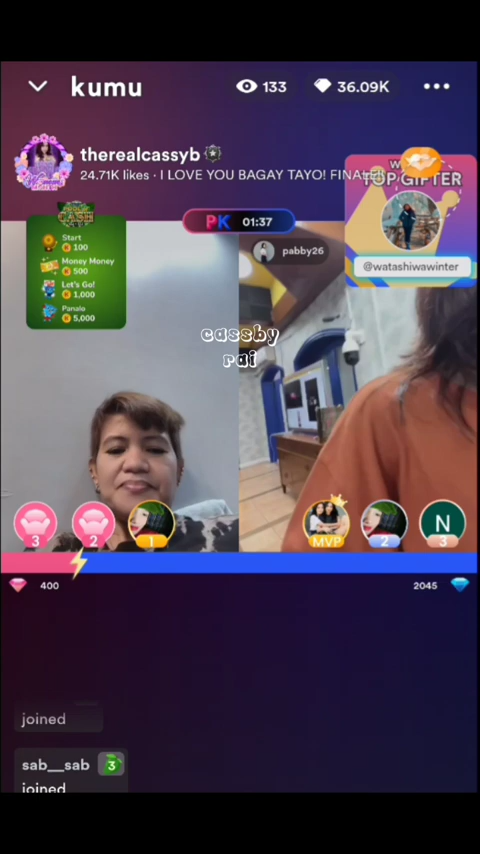 kumu
133
36.09K
therealcassyb
24.71K likes · I LOVE YOU BAGAY TAYO! FINALE!
TOP GIFTER
@watashiwawinter
PK 01:37
CASH
Start
100
Money Money
500
Let's Go!
1,000
Panalo
5,000
pabby26
cassby
rai
3
2
1
MVP
2
N
3
400
2045
joined
sab__sab 3
joined